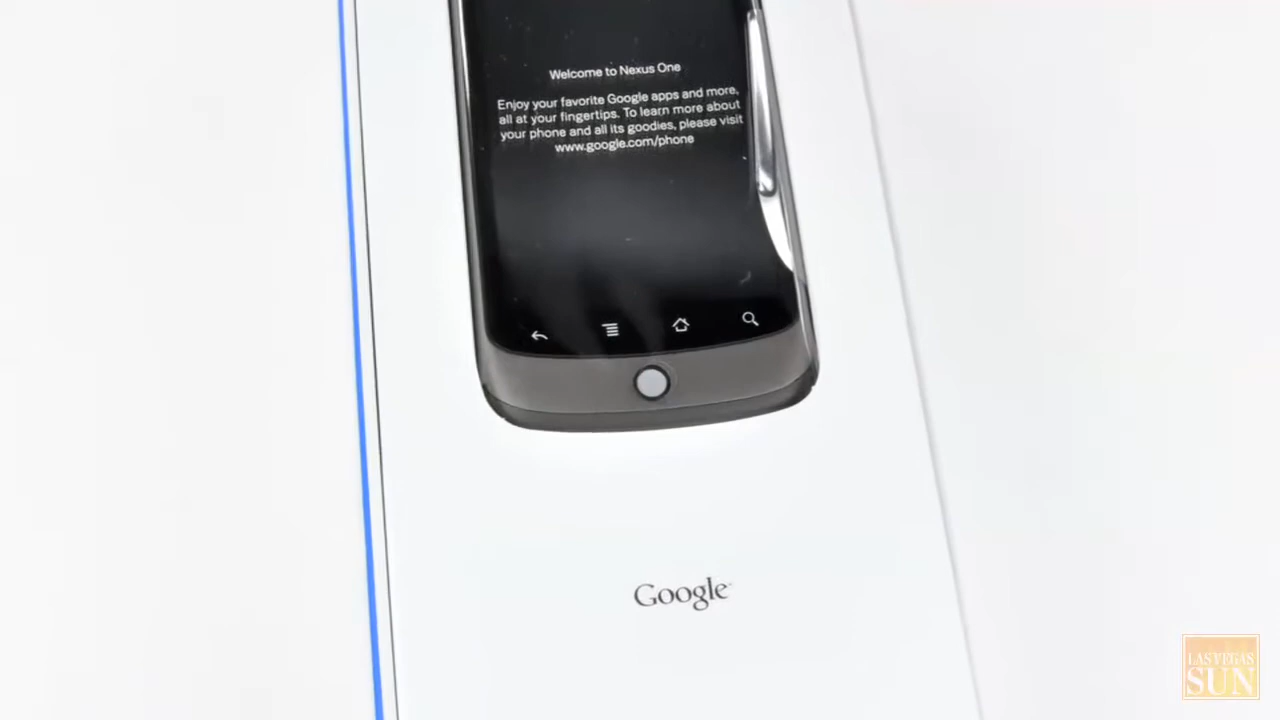 Welcome to Nexus One
Enjoy your favorite Google apps and more,
all at your fingertips. To learn more about
your phone and all its goodies, please visit
www.google.com/phone
Google
LAS VEGAS
SUN